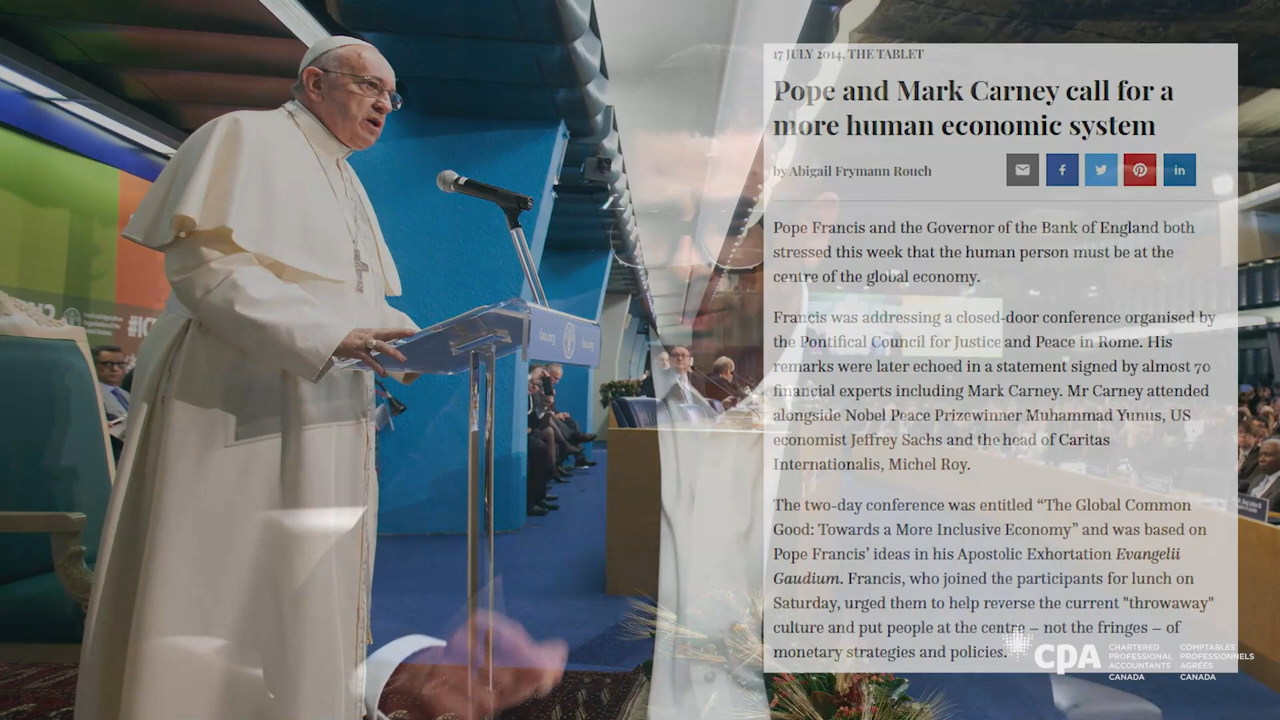 17 JULY 2014, THE TABLET
Pope and Mark Carney call for a
more human economic system
by Abigail Frymann Rouch
f
in
Pope Francis and the Governor of the Bank of England both
stressed this week that the human person must be at the
centre of the global economy.
Francis was addressing a closed-door conference organised by
the Pontifical Council for Justice and Peace in Rome. His
remarks were later echoed in a statement signed by almost 70
financial experts including Mark Carney. Mr Carney attended
alongside Nobel Peace Prizewinner Muhammad Yunus, US
economist Jeffrey Sachs and the head of Caritas
Internationalis, Michel Roy.
The two-day conference was entitled “The Global Common
Good: Towards a More Inclusive Economy” and was based on
Pope Francis’ ideas in his Apostolic Exhortation Evangelii
Gaudium. Francis, who joined the participants for lunch on
Saturday, urged them to help reverse the current "throwaway"
culture and put people at the centre – not the fringes – of
monetary strategies and policies.
fao.org
fao.org
CPA
CHARTERED
PROFESSIONAL
ACCOUNTANTS
CANADA
COMPTABLES
PROFESSIONNELS
AGRÉÉS
CANADA